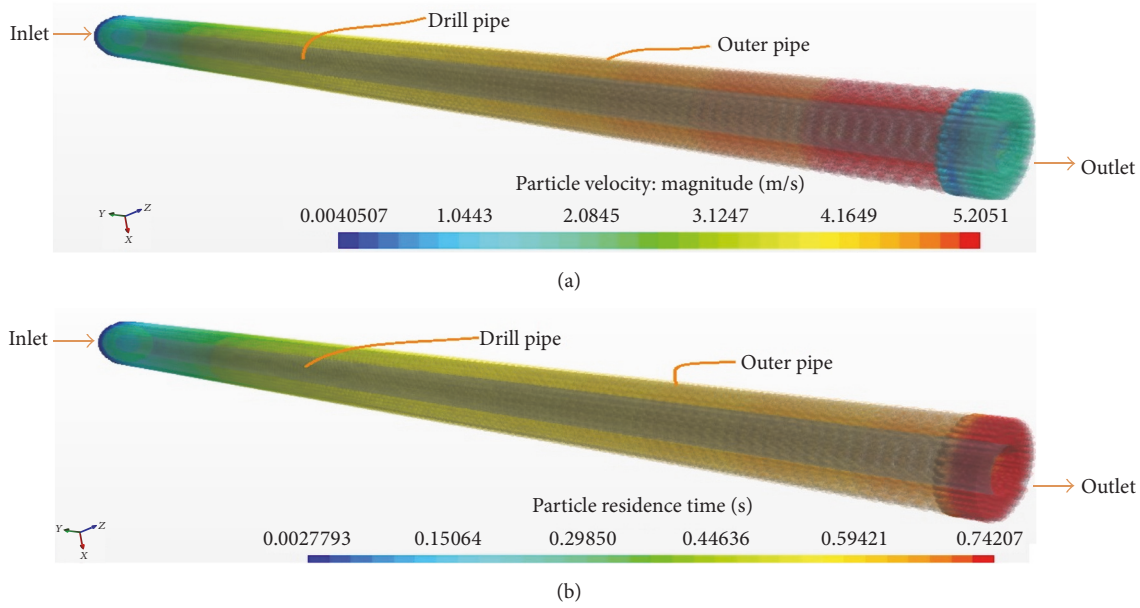 Drill pipe
Inlet
Outer pipe
Outlet
Particle velocity: magnitude (m/s)
Y Z X
0.0040507 1.0443 2.0845 3.1247 4.1649 5.2051
(a)
Inlet
Drill pipe
Outer pipe
Outlet
Particle residence time (s)
Y Z X
0.0027793 0.15064 0.29850 0.44636 0.59421 0.74207
(b)